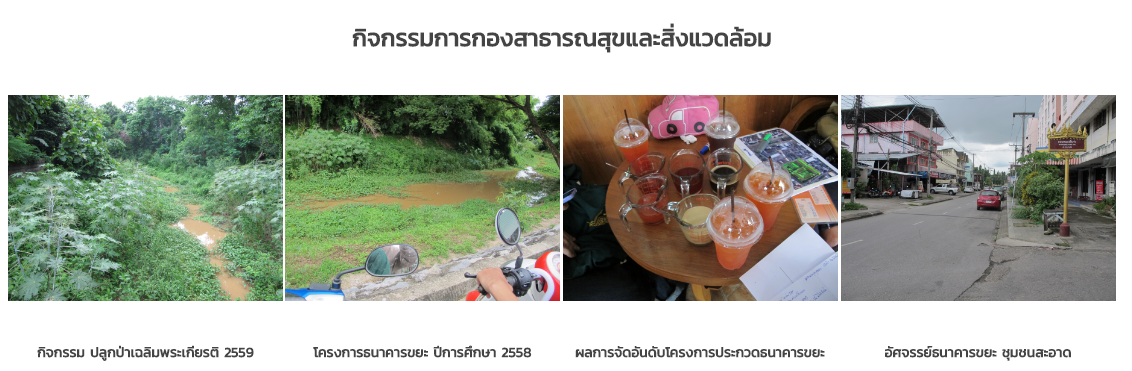 กิจกรรมการกองสาธารณสุขและสิ่งแวดล้อม
กิจกรรม ปลูกป่าเฉลิมพระเกียรติ 2559
โครงการธนาคารขยะ ปีการศึกษา 2558
ผลการจัดอันดับโครงการประกวดธนาคารขยะ
อัศจรรย์ธนาคารขยะ ชุมชนสะอาด